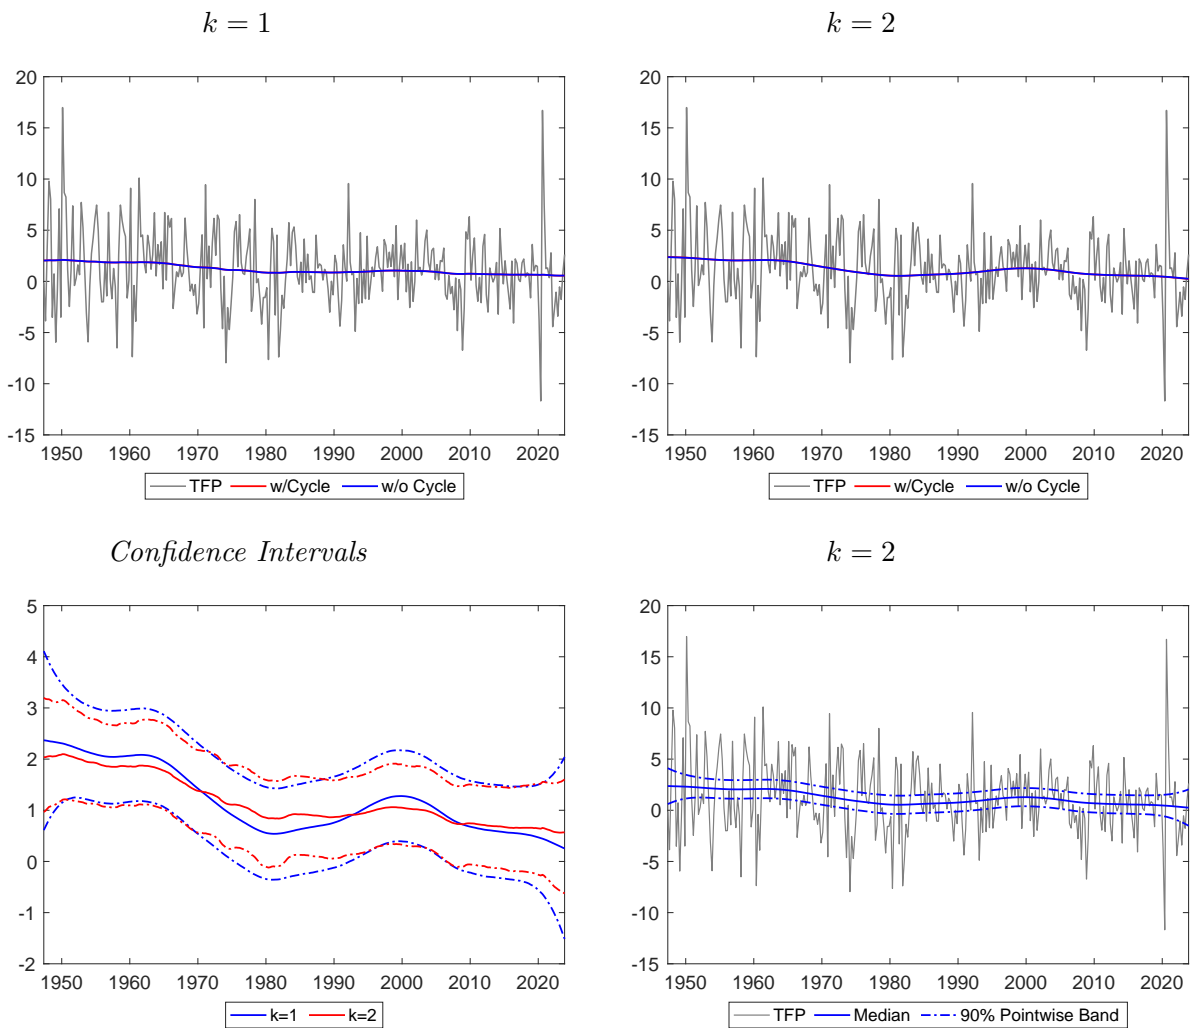 k = 1
k = 2
20
15
10
5
0
-5
-10
-15
1950 1960 1970 1980 1990 2000 2010 2020
TFP w/Cycle w/o Cycle
20
15
10
5
0
-5
-10
-15
1950 1960 1970 1980 1990 2000 2010 2020
TFP w/Cycle w/o Cycle
Confidence Intervals
k = 2
5
4
3
2
1
0
-1
-2
1950 1960 1970 1980 1990 2000 2010 2020
k=1 k=2
20
15
10
5
0
-5
-10
-15
1950 1960 1970 1980 1990 2000 2010 2020
TFP Median 90% Pointwise Band